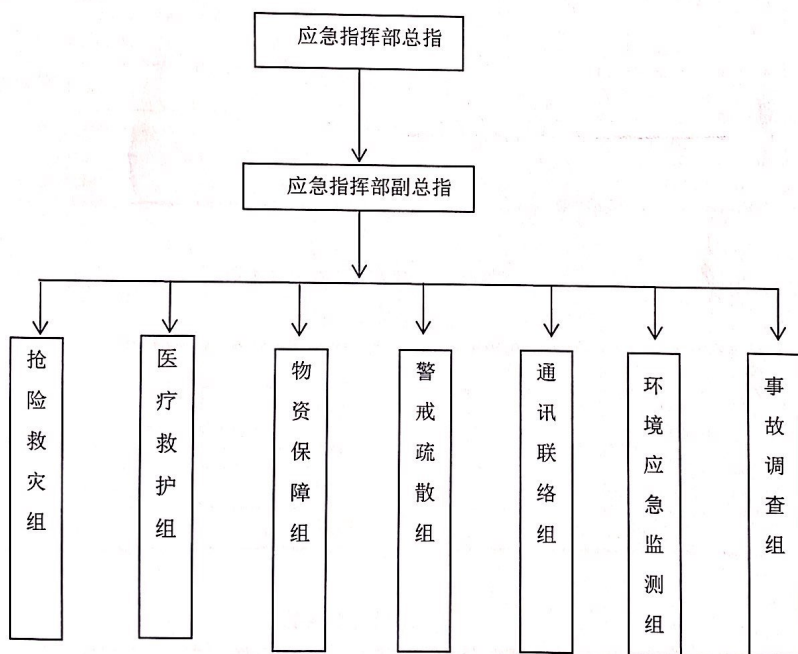 应急指挥部总指
应急指挥部副总指
抢险救灾组
医疗救护组
物资保障组
警戒疏散组
通讯联络组
环境应急监测组
事故调查组